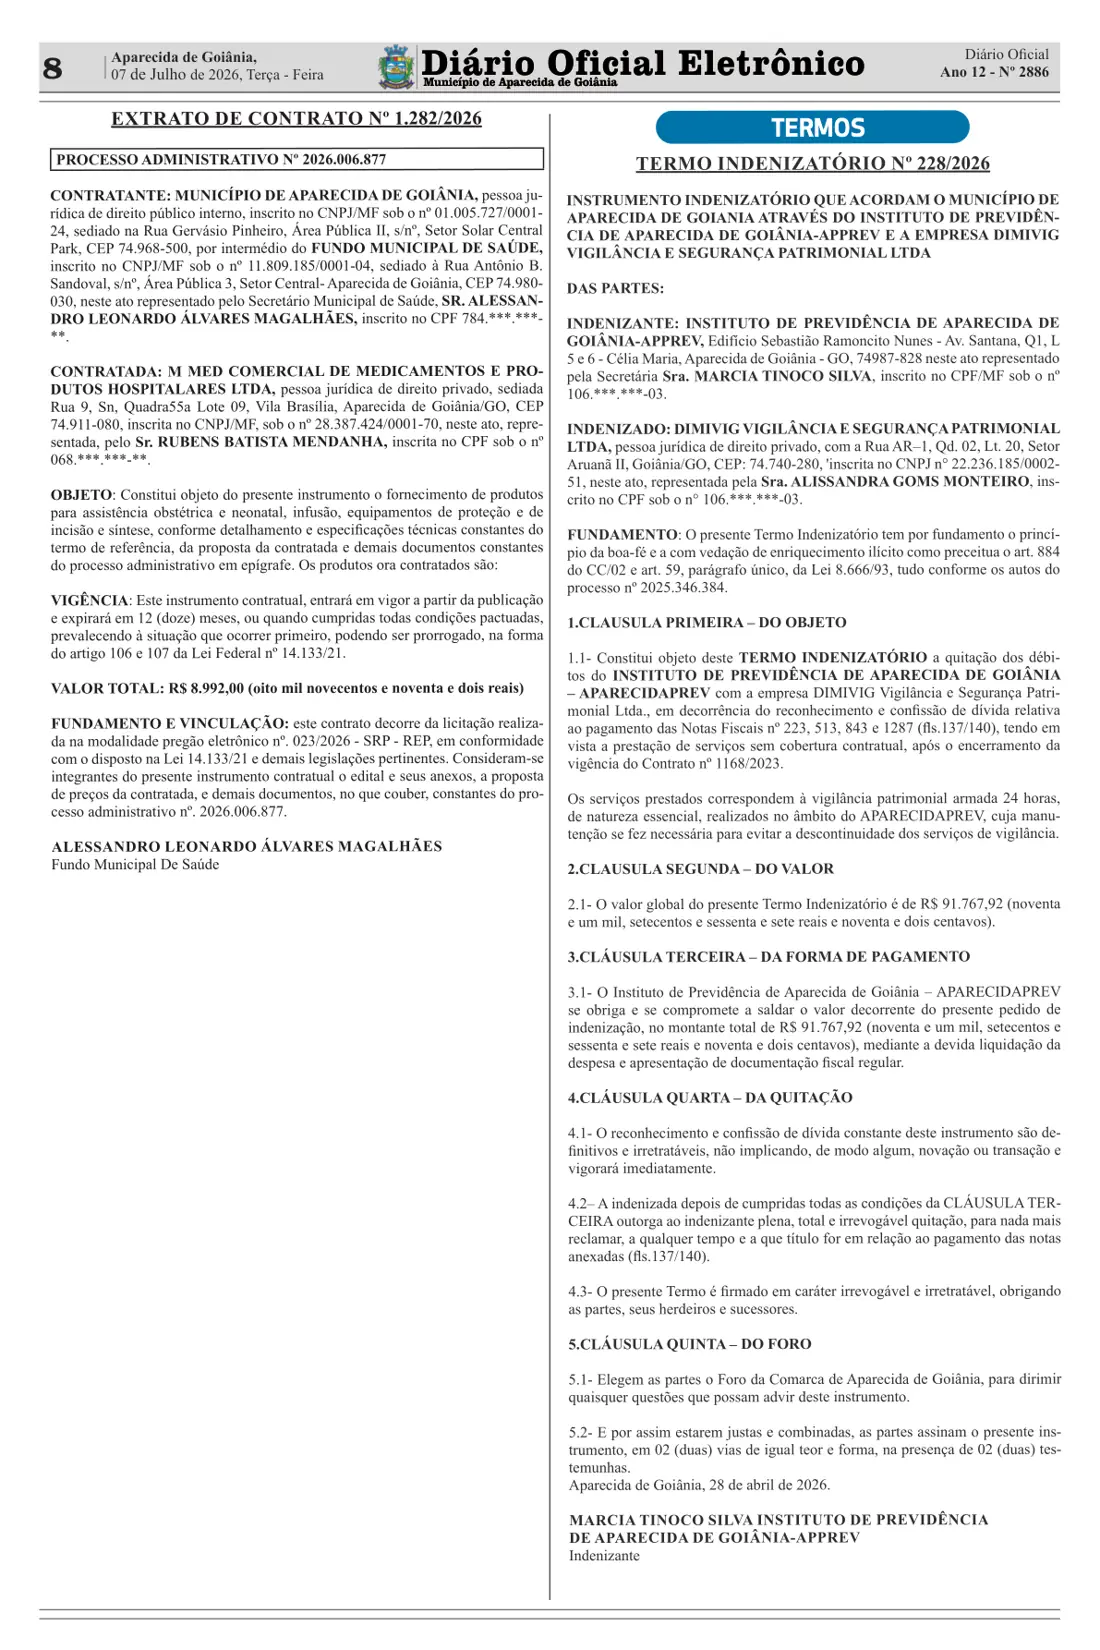 8
Aparecida de Goiânia,
07 de Julho de 2026, Terça - Feira
Diário Oficial Eletrônico
Município de Aparecida de Goiânia
Diário Oficial
Ano 12 - Nº 2886
EXTRATO DE CONTRATO Nº 1.282/2026
PROCESSO ADMINISTRATIVO Nº 2026.006.877
CONTRATANTE: MUNICÍPIO DE APARECIDA DE GOIÂNIA, pessoa ju-
rídica de direito público interno, inscrito no CNPJ/MF sob o nº 01.005.727/0001-
24, sediado na Rua Gervásio Pinheiro, Área Pública II, s/nº, Setor Solar Central
Park, CEP 74.968-500, por intermédio do FUNDO MUNICIPAL DE SAÚDE,
inscrito no CNPJ/MF sob o nº 11.809.185/0001-04, sediado à Rua Antônio B.
Sandoval, s/nº, Área Pública 3, Setor Central- Aparecida de Goiânia, CEP 74.980-
030, neste ato representado pelo Secretário Municipal de Saúde, SR. ALESSAN-
DRO LEONARDO ÁLVARES MAGALHÃES, inscrito no CPF 784.***.***-
**.
CONTRATADA: M MED COMERCIAL DE MEDICAMENTOS E PRO-
DUTOS HOSPITALARES LTDA, pessoa jurídica de direito privado, sediada
Rua 9, Sn, Quadra55a Lote 09, Vila Brasília, Aparecida de Goiânia/GO, CEP
74.911-080, inscrita no CNPJ/MF, sob o nº 28.387.424/0001-70, neste ato, repre-
sentada, pelo Sr. RUBENS BATISTA MENDANHA, inscrita no CPF sob o nº
068.***.***-**.
OBJETO: Constitui objeto do presente instrumento o fornecimento de produtos
para assistência obstétrica e neonatal, infusão, equipamentos de proteção e de
incisão e síntese, conforme detalhamento e especificações técnicas constantes do
termo de referência, da proposta da contratada e demais documentos constantes
do processo administrativo em epígrafe. Os produtos ora contratados são:
VIGÊNCIA: Este instrumento contratual, entrará em vigor a partir da publicação
e expirará em 12 (doze) meses, ou quando cumpridas todas condições pactuadas,
prevalecendo à situação que ocorrer primeiro, podendo ser prorrogado, na forma
do artigo 106 e 107 da Lei Federal nº 14.133/21.
VALOR TOTAL: R$ 8.992,00 (oito mil novecentos e noventa e dois reais)
FUNDAMENTO E VINCULAÇÃO: este contrato decorre da licitação realiza-
da na modalidade pregão eletrônico nº. 023/2026 - SRP - REP, em conformidade
com o disposto na Lei 14.133/21 e demais legislações pertinentes. Consideram-se
integrantes do presente instrumento contratual o edital e seus anexos, a proposta
de preços da contratada, e demais documentos, no que couber, constantes do pro-
cesso administrativo nº. 2026.006.877.
ALESSANDRO LEONARDO ÁLVARES MAGALHÃES
Fundo Municipal De Saúde
TERMOS
TERMO INDENIZATÓRIO Nº 228/2026
INSTRUMENTO INDENIZATÓRIO QUE ACORDAM O MUNICÍPIO DE
APARECIDA DE GOIANIA ATRAVÉS DO INSTITUTO DE PREVIDÊN-
CIA DE APARECIDA DE GOIÂNIA-APPREV E A EMPRESA DIMIVIG
VIGILÂNCIA E SEGURANÇA PATRIMONIAL LTDA
DAS PARTES:
INDENIZANTE: INSTITUTO DE PREVIDÊNCIA DE APARECIDA DE
GOIÂNIA-APPREV, Edifício Sebastião Ramoncito Nunes - Av. Santana, Q1, L
5 e 6 - Célia Maria, Aparecida de Goiânia - GO, 74987-828 neste ato representado
pela Secretária Sra. MARCIA TINOCO SILVA, inscrito no CPF/MF sob o nº
106.***.***-03.
INDENIZADO: DIMIVIG VIGILÂNCIA E SEGURANÇA PATRIMONIAL
LTDA, pessoa jurídica de direito privado, com a Rua AR–1, Qd. 02, Lt. 20, Setor
Aruanã II, Goiânia/GO, CEP: 74.740-280, 'inscrita no CNPJ n° 22.236.185/0002-
51, neste ato, representada pela Sra. ALISSANDRA GOMS MONTEIRO, ins-
crito no CPF sob o n° 106.***.***-03.
FUNDAMENTO: O presente Termo Indenizatório tem por fundamento o princí-
pio da boa-fé e a com vedação de enriquecimento ilícito como preceitua o art. 884
do CC/02 e art. 59, parágrafo único, da Lei 8.666/93, tudo conforme os autos do
processo nº 2025.346.384.
1.CLAUSULA PRIMEIRA – DO OBJETO
1.1- Constitui objeto deste TERMO INDENIZATÓRIO a quitação dos débi-
tos do INSTITUTO DE PREVIDÊNCIA DE APARECIDA DE GOIÂNIA
– APARECIDAPREV com a empresa DIMIVIG Vigilância e Segurança Patri-
monial Ltda., em decorrência do reconhecimento e confissão de dívida relativa
ao pagamento das Notas Fiscais nº 223, 513, 843 e 1287 (fls.137/140), tendo em
vista a prestação de serviços sem cobertura contratual, após o encerramento da
vigência do Contrato nº 1168/2023.
Os serviços prestados correspondem à vigilância patrimonial armada 24 horas,
de natureza essencial, realizados no âmbito do APARECIDAPREV, cuja manu-
tenção se fez necessária para evitar a descontinuidade dos serviços de vigilância.
2.CLAUSULA SEGUNDA – DO VALOR
2.1- O valor global do presente Termo Indenizatório é de R$ 91.767,92 (noventa
e um mil, setecentos e sessenta e sete reais e noventa e dois centavos).
3.CLÁUSULA TERCEIRA – DA FORMA DE PAGAMENTO
3.1- O Instituto de Previdência de Aparecida de Goiânia – APARECIDAPREV
se obriga e se compromete a saldar o valor decorrente do presente pedido de
indenização, no montante total de R$ 91.767,92 (noventa e um mil, setecentos e
sessenta e sete reais e noventa e dois centavos), mediante a devida liquidação da
despesa e apresentação de documentação fiscal regular.
4.CLÁUSULA QUARTA – DA QUITAÇÃO
4.1- O reconhecimento e confissão de dívida constante deste instrumento são de-
finitivos e irretratáveis, não implicando, de modo algum, novação ou transação e
vigorará imediatamente.
4.2– A indenizada depois de cumpridas todas as condições da CLÁUSULA TER-
CEIRA outorga ao indenizante plena, total e irrevogável quitação, para nada mais
reclamar, a qualquer tempo e a que título for em relação ao pagamento das notas
anexadas (fls.137/140).
4.3- O presente Termo é firmado em caráter irrevogável e irretratável, obrigando
as partes, seus herdeiros e sucessores.
5.CLÁUSULA QUINTA – DO FORO
5.1- Elegem as partes o Foro da Comarca de Aparecida de Goiânia, para dirimir
quaisquer questões que possam advir deste instrumento.
5.2- E por assim estarem justas e combinadas, as partes assinam o presente ins-
trumento, em 02 (duas) vias de igual teor e forma, na presença de 02 (duas) tes-
temunhas.
Aparecida de Goiânia, 28 de abril de 2026.
MARCIA TINOCO SILVA INSTITUTO DE PREVIDÊNCIA
DE APARECIDA DE GOIÂNIA-APPREV
Indenizante